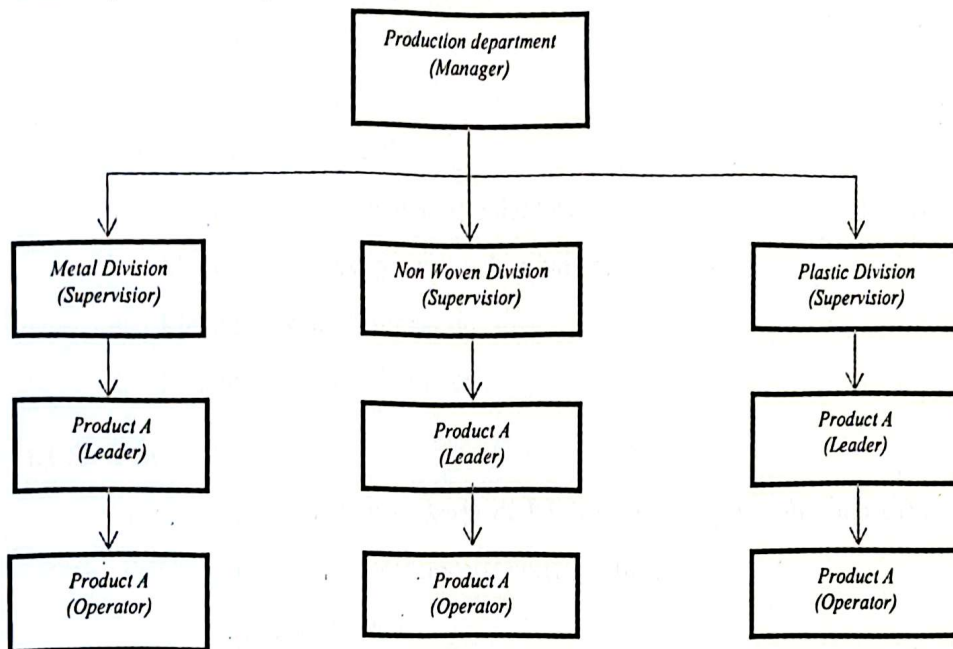 Production department
(Manager)
Metal Division
(Supervisior)
Non Woven Division
(Supervisior)
Plastic Division
(Supervisior)
Product A
(Leader)
Product A
(Leader)
Product A
(Leader)
Product A
(Operator)
Product A
(Operator)
Product A
(Operator)